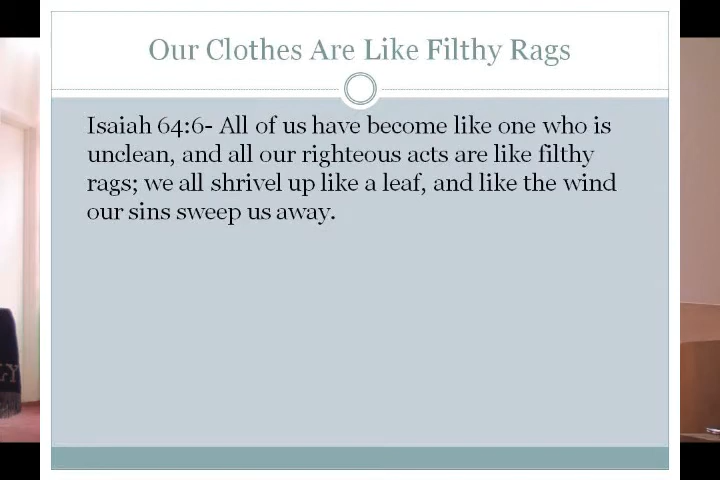 Our Clothes Are Like Filthy Rags
Isaiah 64:6- All of us have become like one who is
unclean, and all our righteous acts are like filthy
rags; we all shrivel up like a leaf, and like the wind
our sins sweep us away.
LY